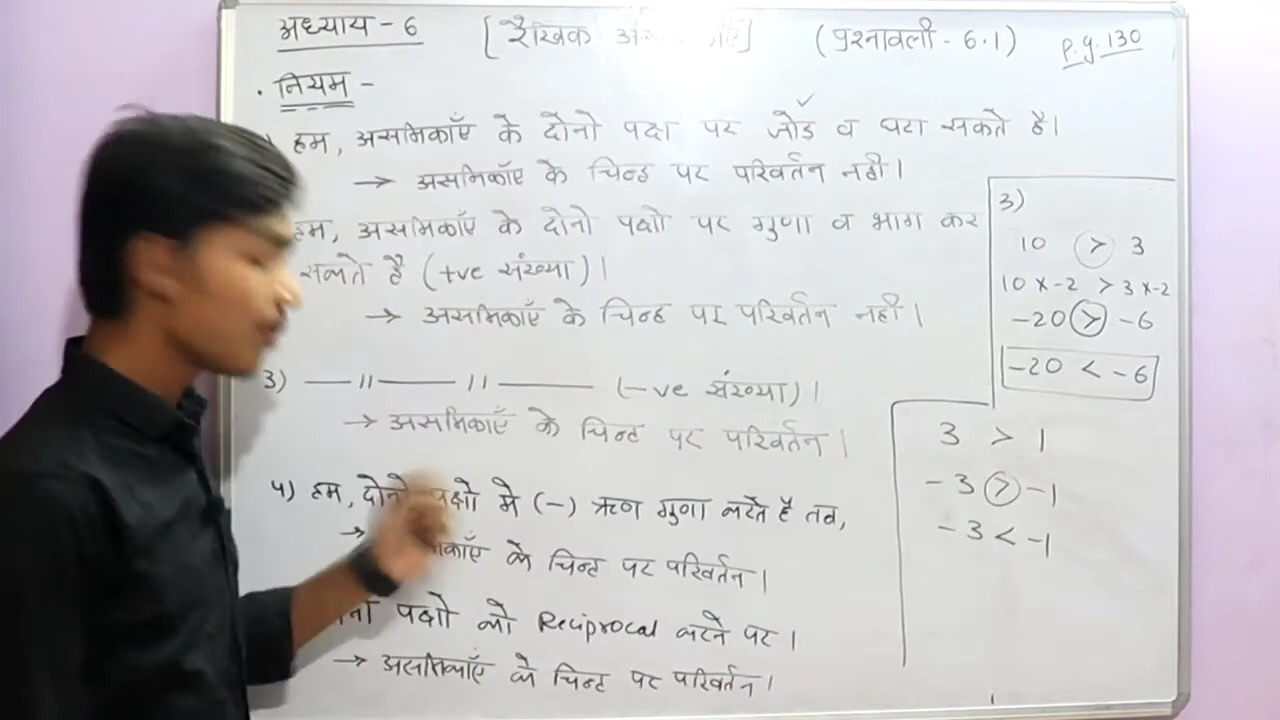 अध्याय - 6 [रैखिक (प्रश्नावली - 6.1) P.g. 130
• नियम -
हम, असमिकाएँ के दोनो पक्ष पर जोड़ व घटा सकते है।
→ असमिकाएँ के चिन्ह पर परिवर्तन नही।
हम, असमिकाएँ के दोनो पक्षो पर गुणा व भाग कर
सकते है (+ve संख्या)।
→ असमिकाएँ के चिन्ह पर परिवर्तन नही।
3) —॥—॥— (-ve संख्या)।
→ असमिकाएँ के चिन्ह पर परिवर्तन।
4) हम, दोनो पक्षो मे (-) ऋण गुणा करते है तब,
→ के चिन्ह पर परिवर्तन।
पक्षो को Reciprocal करने पर।
→ असमिकाएँ के चिन्ह पर परिवर्तन।
3)
10 > 3
10 x -2 > 3 x -2
-20 > -6
-20 < -6
3 > 1
-3 > -1
-3 < -1